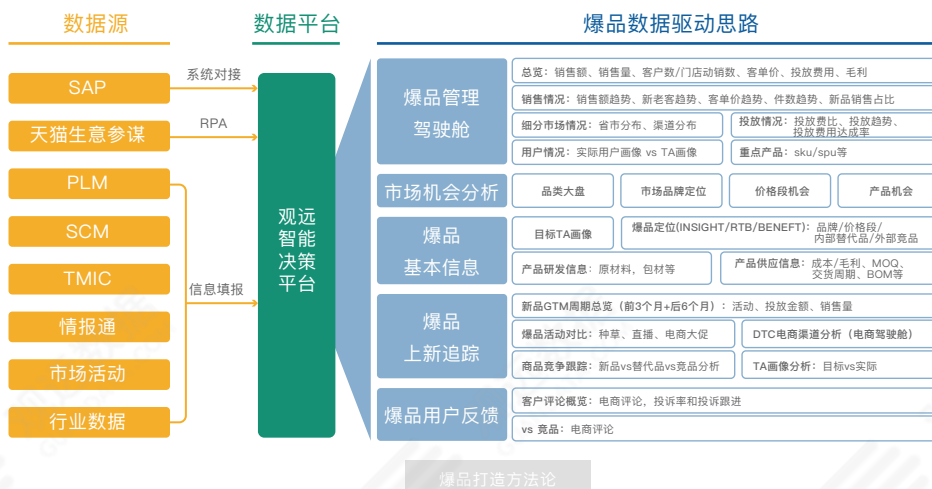 数据源
数据平台
爆品数据驱动思路
SAP
天猫生意参谋
PLM
SCM
TMIC
情报通
市场活动
行业数据
系统对接
RPA
信息填报
观远
智能
决策
平台
爆品管理
驾驶舱
总览：销售额、销售量、客户数/门店动销数、客单价、投放费用、毛利
销售情况：销售额趋势、新老客趋势、客单价趋势、件数趋势、新品销售占比
细分市场情况：省市分布、渠道分布
投放情况：投放费比、投放趋势、
投放费用达成率
用户情况：实际用户画像 vs TA画像
重点产品：sku/spu等
市场机会分析
品类大盘
市场品牌定位
价格段机会
产品机会
爆品
基本信息
目标TA画像
爆品定位(INSIGHT/RTB/BENEFT)：品牌/价格段/
内部替代品/外部竞品
产品研发信息：原材料，包材等
产品供应信息：成本/毛利、MOQ、
交货周期、BOM等
爆品
上新追踪
新品GTM周期总览（前3个月+后6个月）：活动、投放金额、销售量
爆品活动对比：种草、直播、电商大促
DTC电商渠道分析（电商驾驶舱）
商品竞争跟踪：新品vs替代品vs竞品分析
TA画像分析：目标vs实际
爆品用户反馈
客户评论概览：电商评论，投诉率和投诉跟进
vs 竞品：电商评论
爆品打造方法论